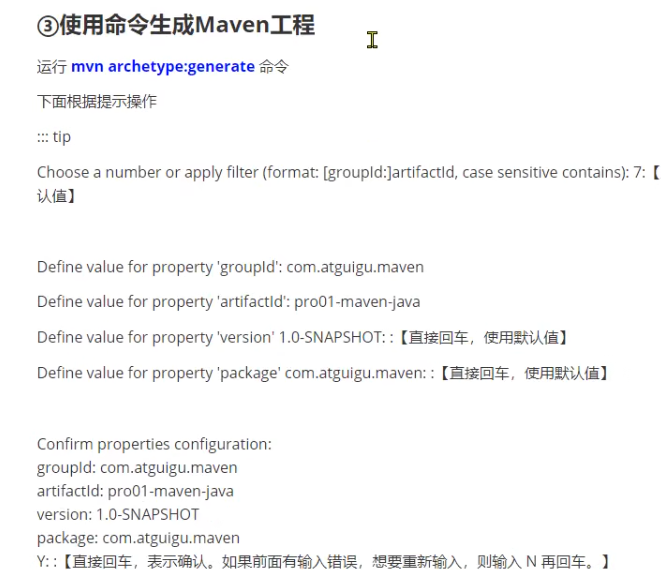 ③使用命令生成Maven工程
运行 mvn archetype:generate 命令
下面根据提示操作
::: tip
Choose a number or apply filter (format: [groupId:]artifactId, case sensitive contains): 7:【
认值】
Define value for property 'groupId': com.atguigu.maven
Define value for property 'artifactId': pro01-maven-java
Define value for property 'version' 1.0-SNAPSHOT: :【直接回车，使用默认值】
Define value for property 'package' com.atguigu.maven: :【直接回车，使用默认值】
Confirm properties configuration:
groupId: com.atguigu.maven
artifactId: pro01-maven-java
version: 1.0-SNAPSHOT
package: com.atguigu.maven
Y: :【直接回车，表示确认。如果前面有输入错误，想要重新输入，则输入 N 再回车。】